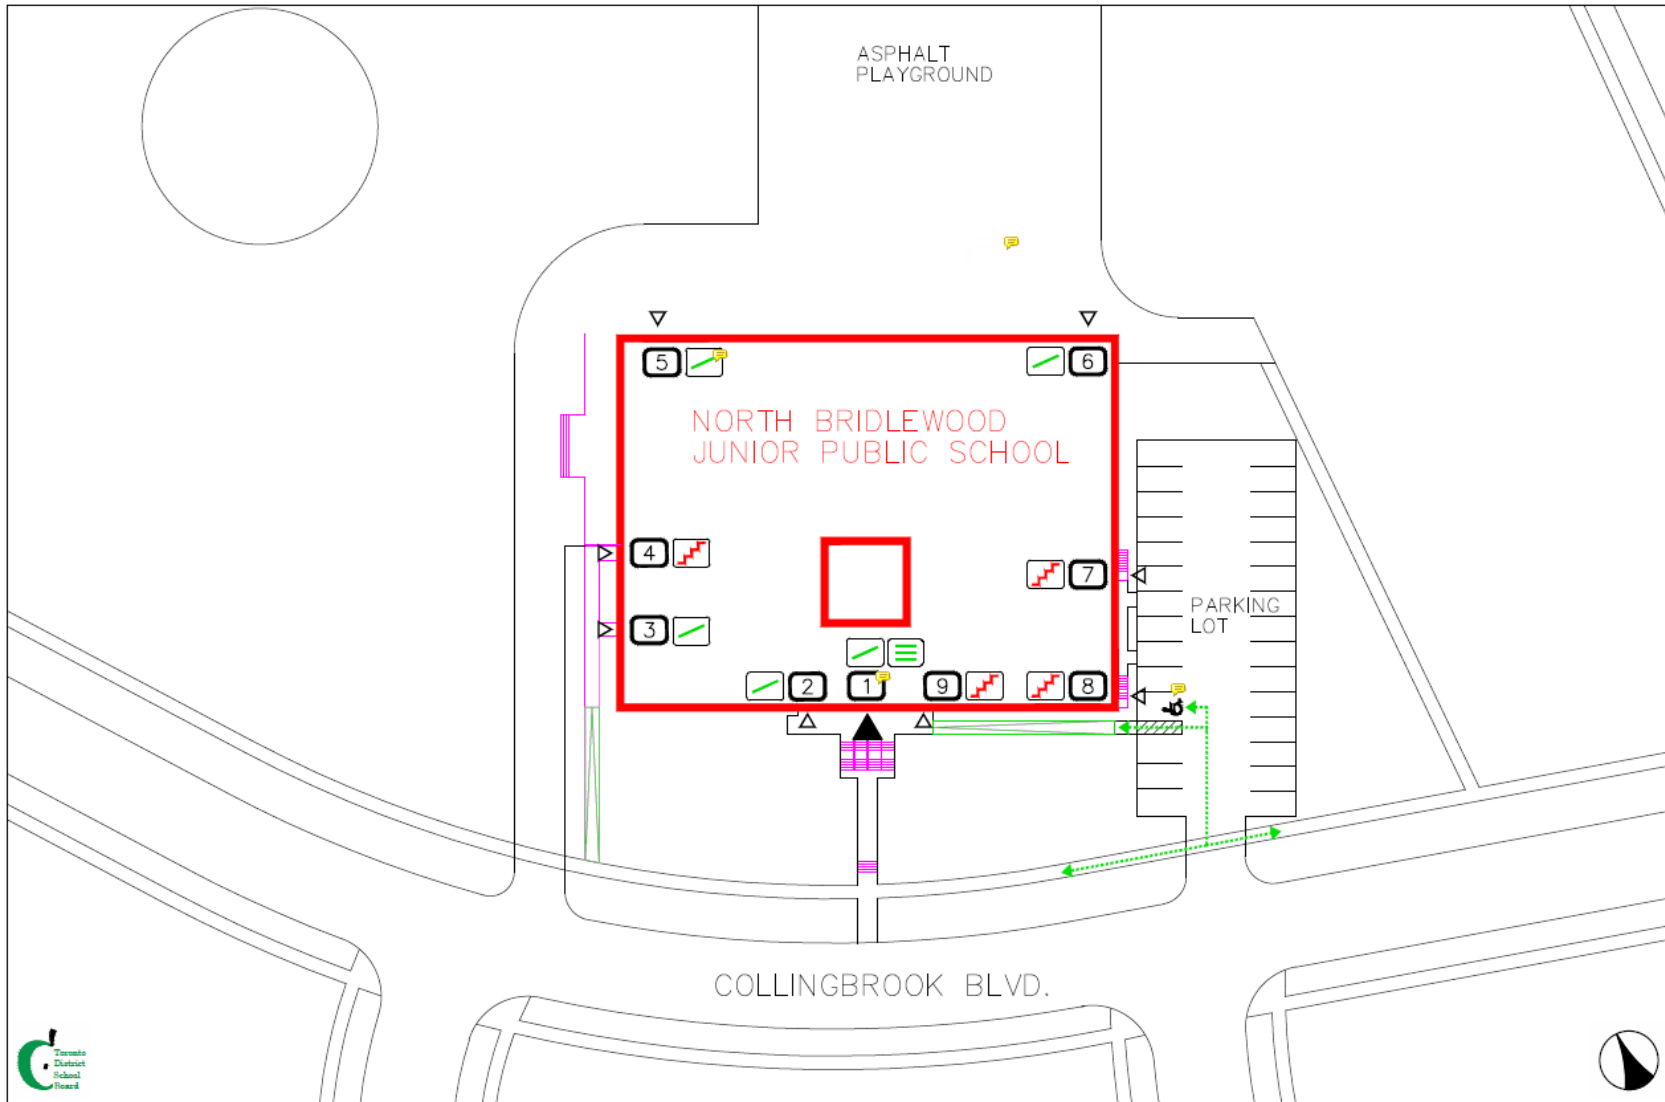 ASPHALT
PLAYGROUND
5
6
NORTH BRIDLEWOOD
JUNIOR PUBLIC SCHOOL
4
7
PARKING
LOT
3
2
1
9
8
COLLINGBROOK BLVD.
Toronto
District
School
Board